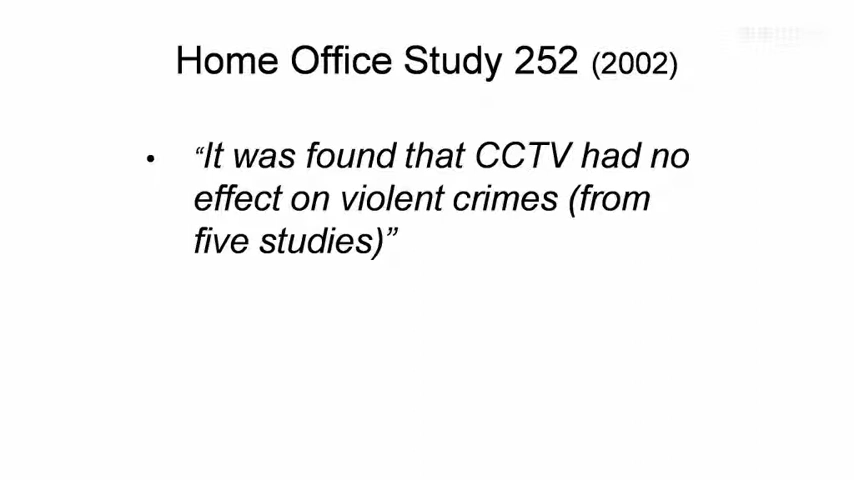 Home Office Study 252 (2002)
• “It was found that CCTV had no
effect on violent crimes (from
five studies)”